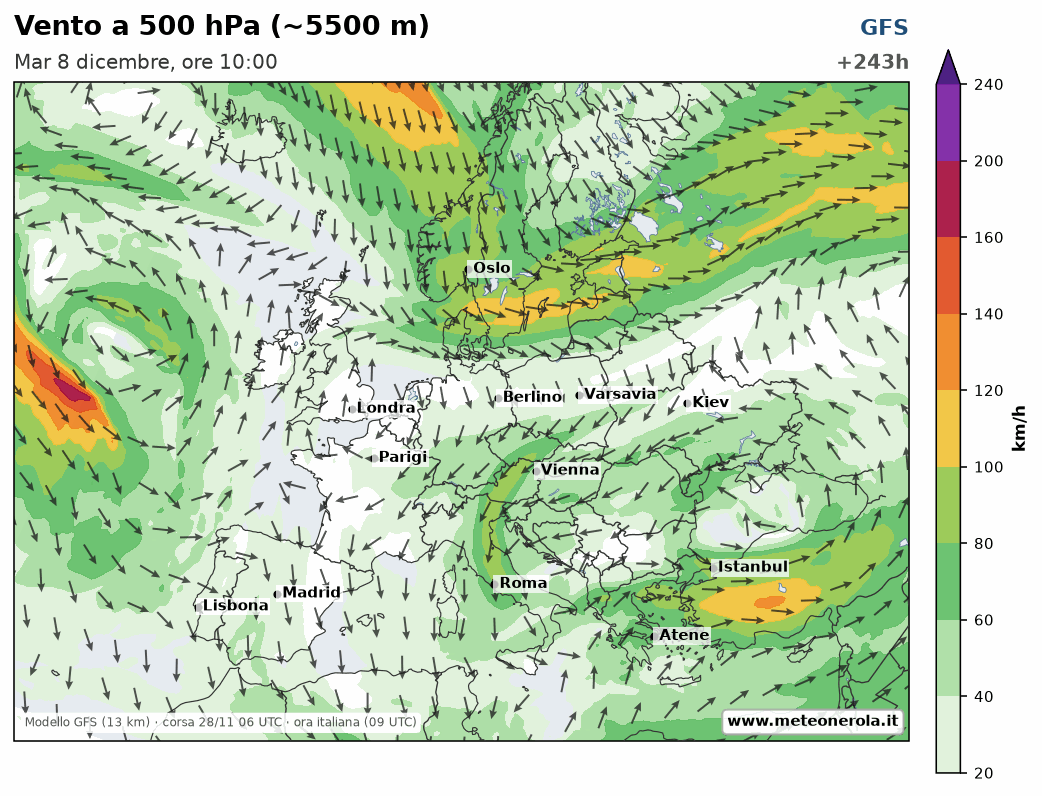 Vento a 500 hPa (~5500 m)
GFS
Mar 8 dicembre, ore 10:00
+243h
240
200
160
140
120
100
80
60
40
20
km/h
Oslo
Berlino
Varsavia
Kiev
Londra
Parigi
Vienna
Istanbul
Roma
Madrid
Lisbona
Atene
Modello GFS (13 km) · corsa 28/11 06 UTC · ora italiana (09 UTC)
www.meteonerola.it